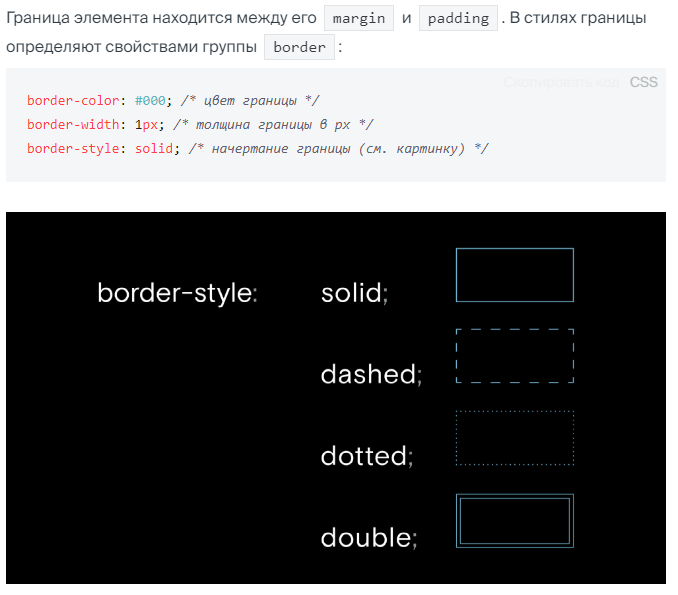 Граница элемента находится между его margin и padding . В стилях границы
определяют свойствами группы border :
Скопировать код CSS
border-color: #000; /* цвет границы */
border-width: 1px; /* толщина границы в px */
border-style: solid; /* начертание границы (см. картинку) */
border-style: solid;
dashed;
dotted;
double;